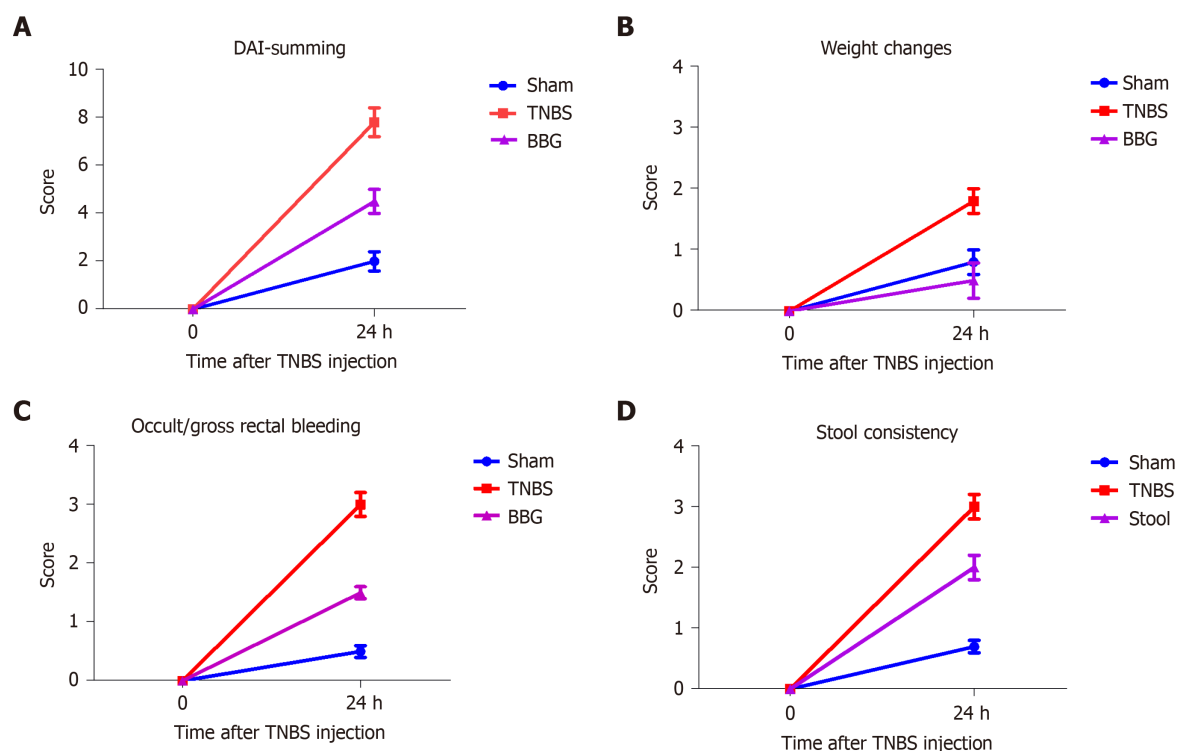 A
DAI-summing
10
8
6
4
2
0
Score
0
24 h
Time after TNBS injection
Sham
TNBS
BBG
B
Weight changes
4
3
2
1
0
Score
0
24 h
Time after TNBS injection
Sham
TNBS
BBG
C
Occult/gross rectal bleeding
4
3
2
1
0
Score
0
24 h
Time after TNBS injection
Sham
TNBS
BBG
D
Stool consistency
4
3
2
1
0
Score
0
24 h
Time after TNBS injection
Sham
TNBS
Stool